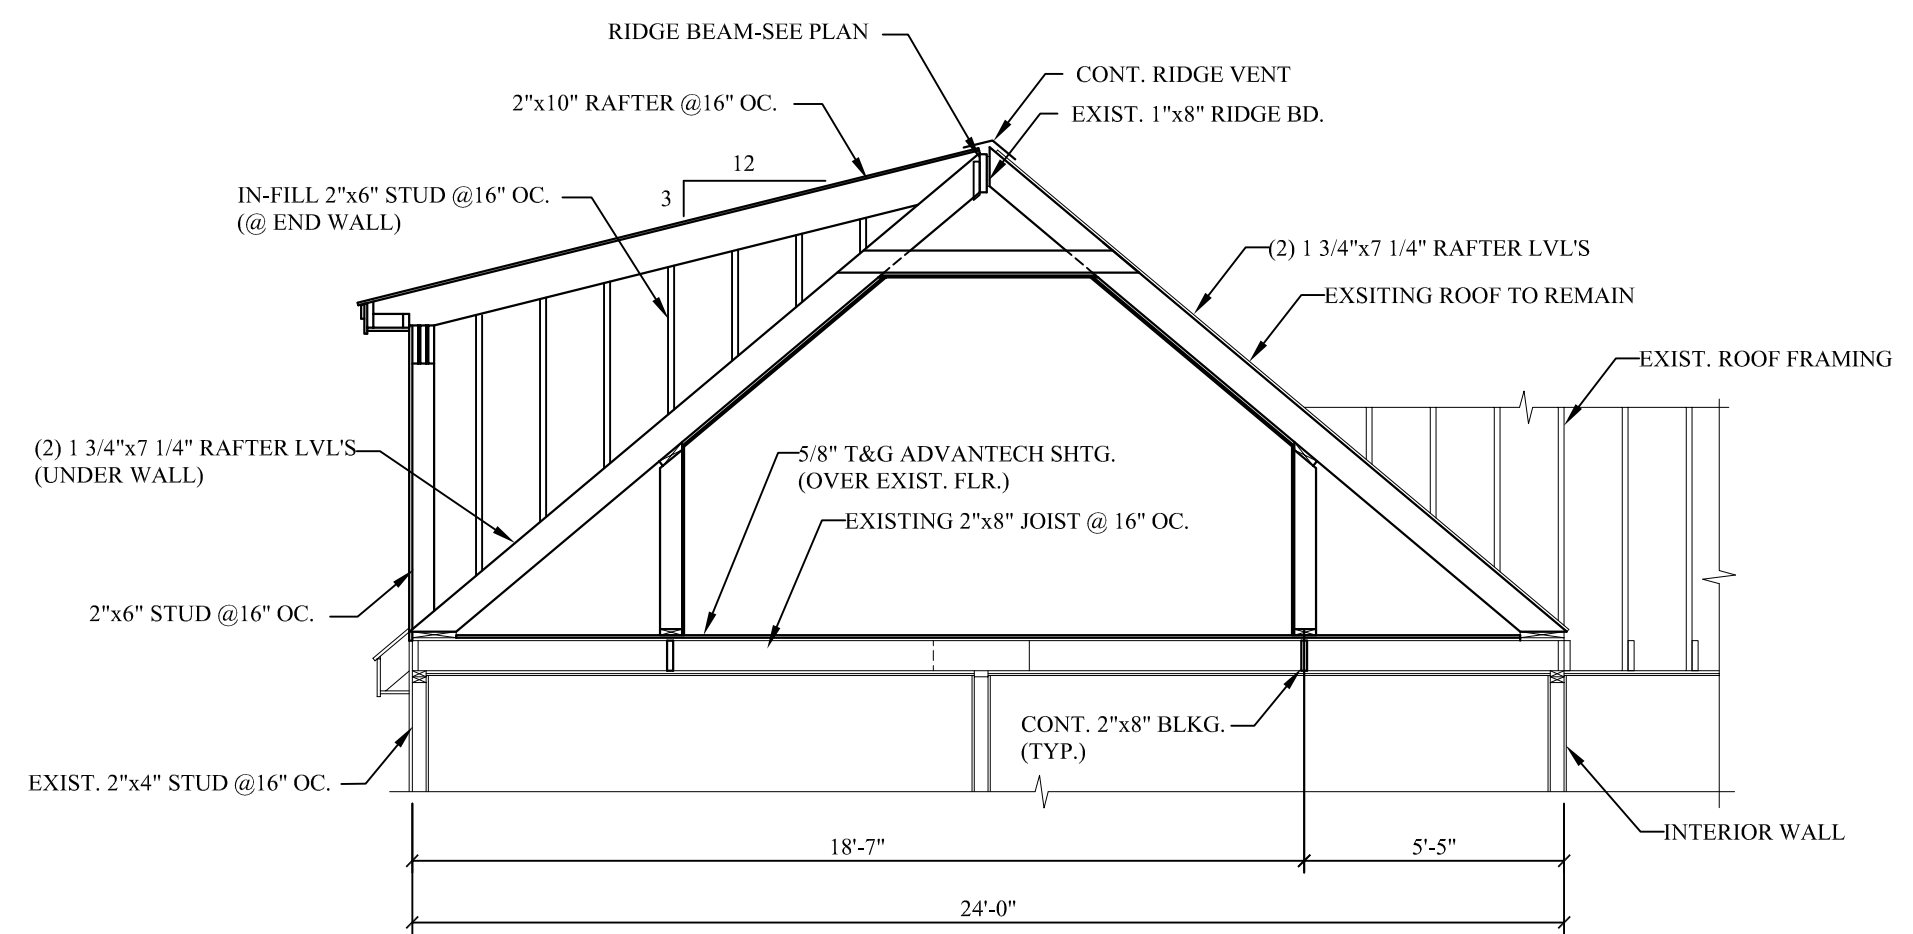 RIDGE BEAM-SEE PLAN
CONT. RIDGE VENT
2"x10" RAFTER @16" OC.
EXIST. 1"x8" RIDGE BD.
12
3
IN-FILL 2"x6" STUD @16" OC.
(@ END WALL)
(2) 1 3/4"x7 1/4" RAFTER LVL'S
EXSITING ROOF TO REMAIN
EXIST. ROOF FRAMING
(2) 1 3/4"x7 1/4" RAFTER LVL'S
(UNDER WALL)
5/8" T&G ADVANTECH SHTG.
(OVER EXIST. FLR.)
EXISTING 2"x8" JOIST @ 16" OC.
2"x6" STUD @16" OC.
CONT. 2"x8" BLKG.
(TYP.)
EXIST. 2"x4" STUD @16" OC.
INTERIOR WALL
18'-7"
5'-5"
24'-0"